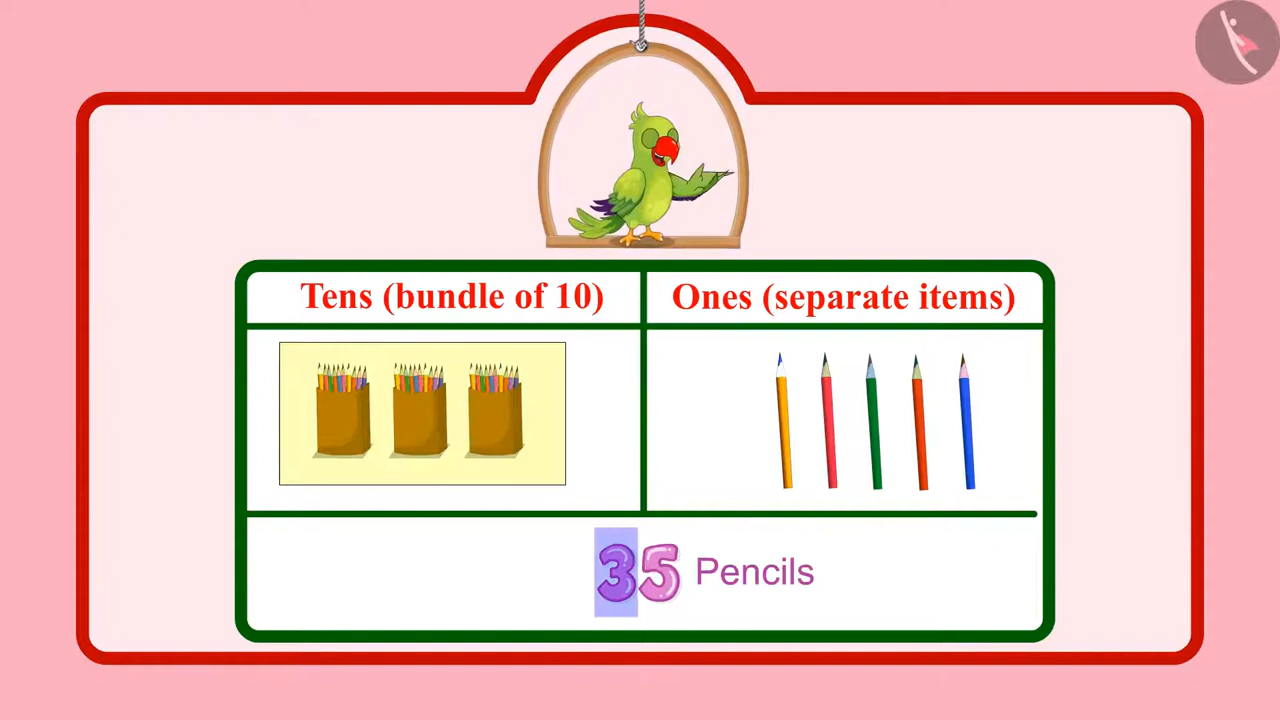 Tens (bundle of 10)
Ones (separate items)
35 Pencils